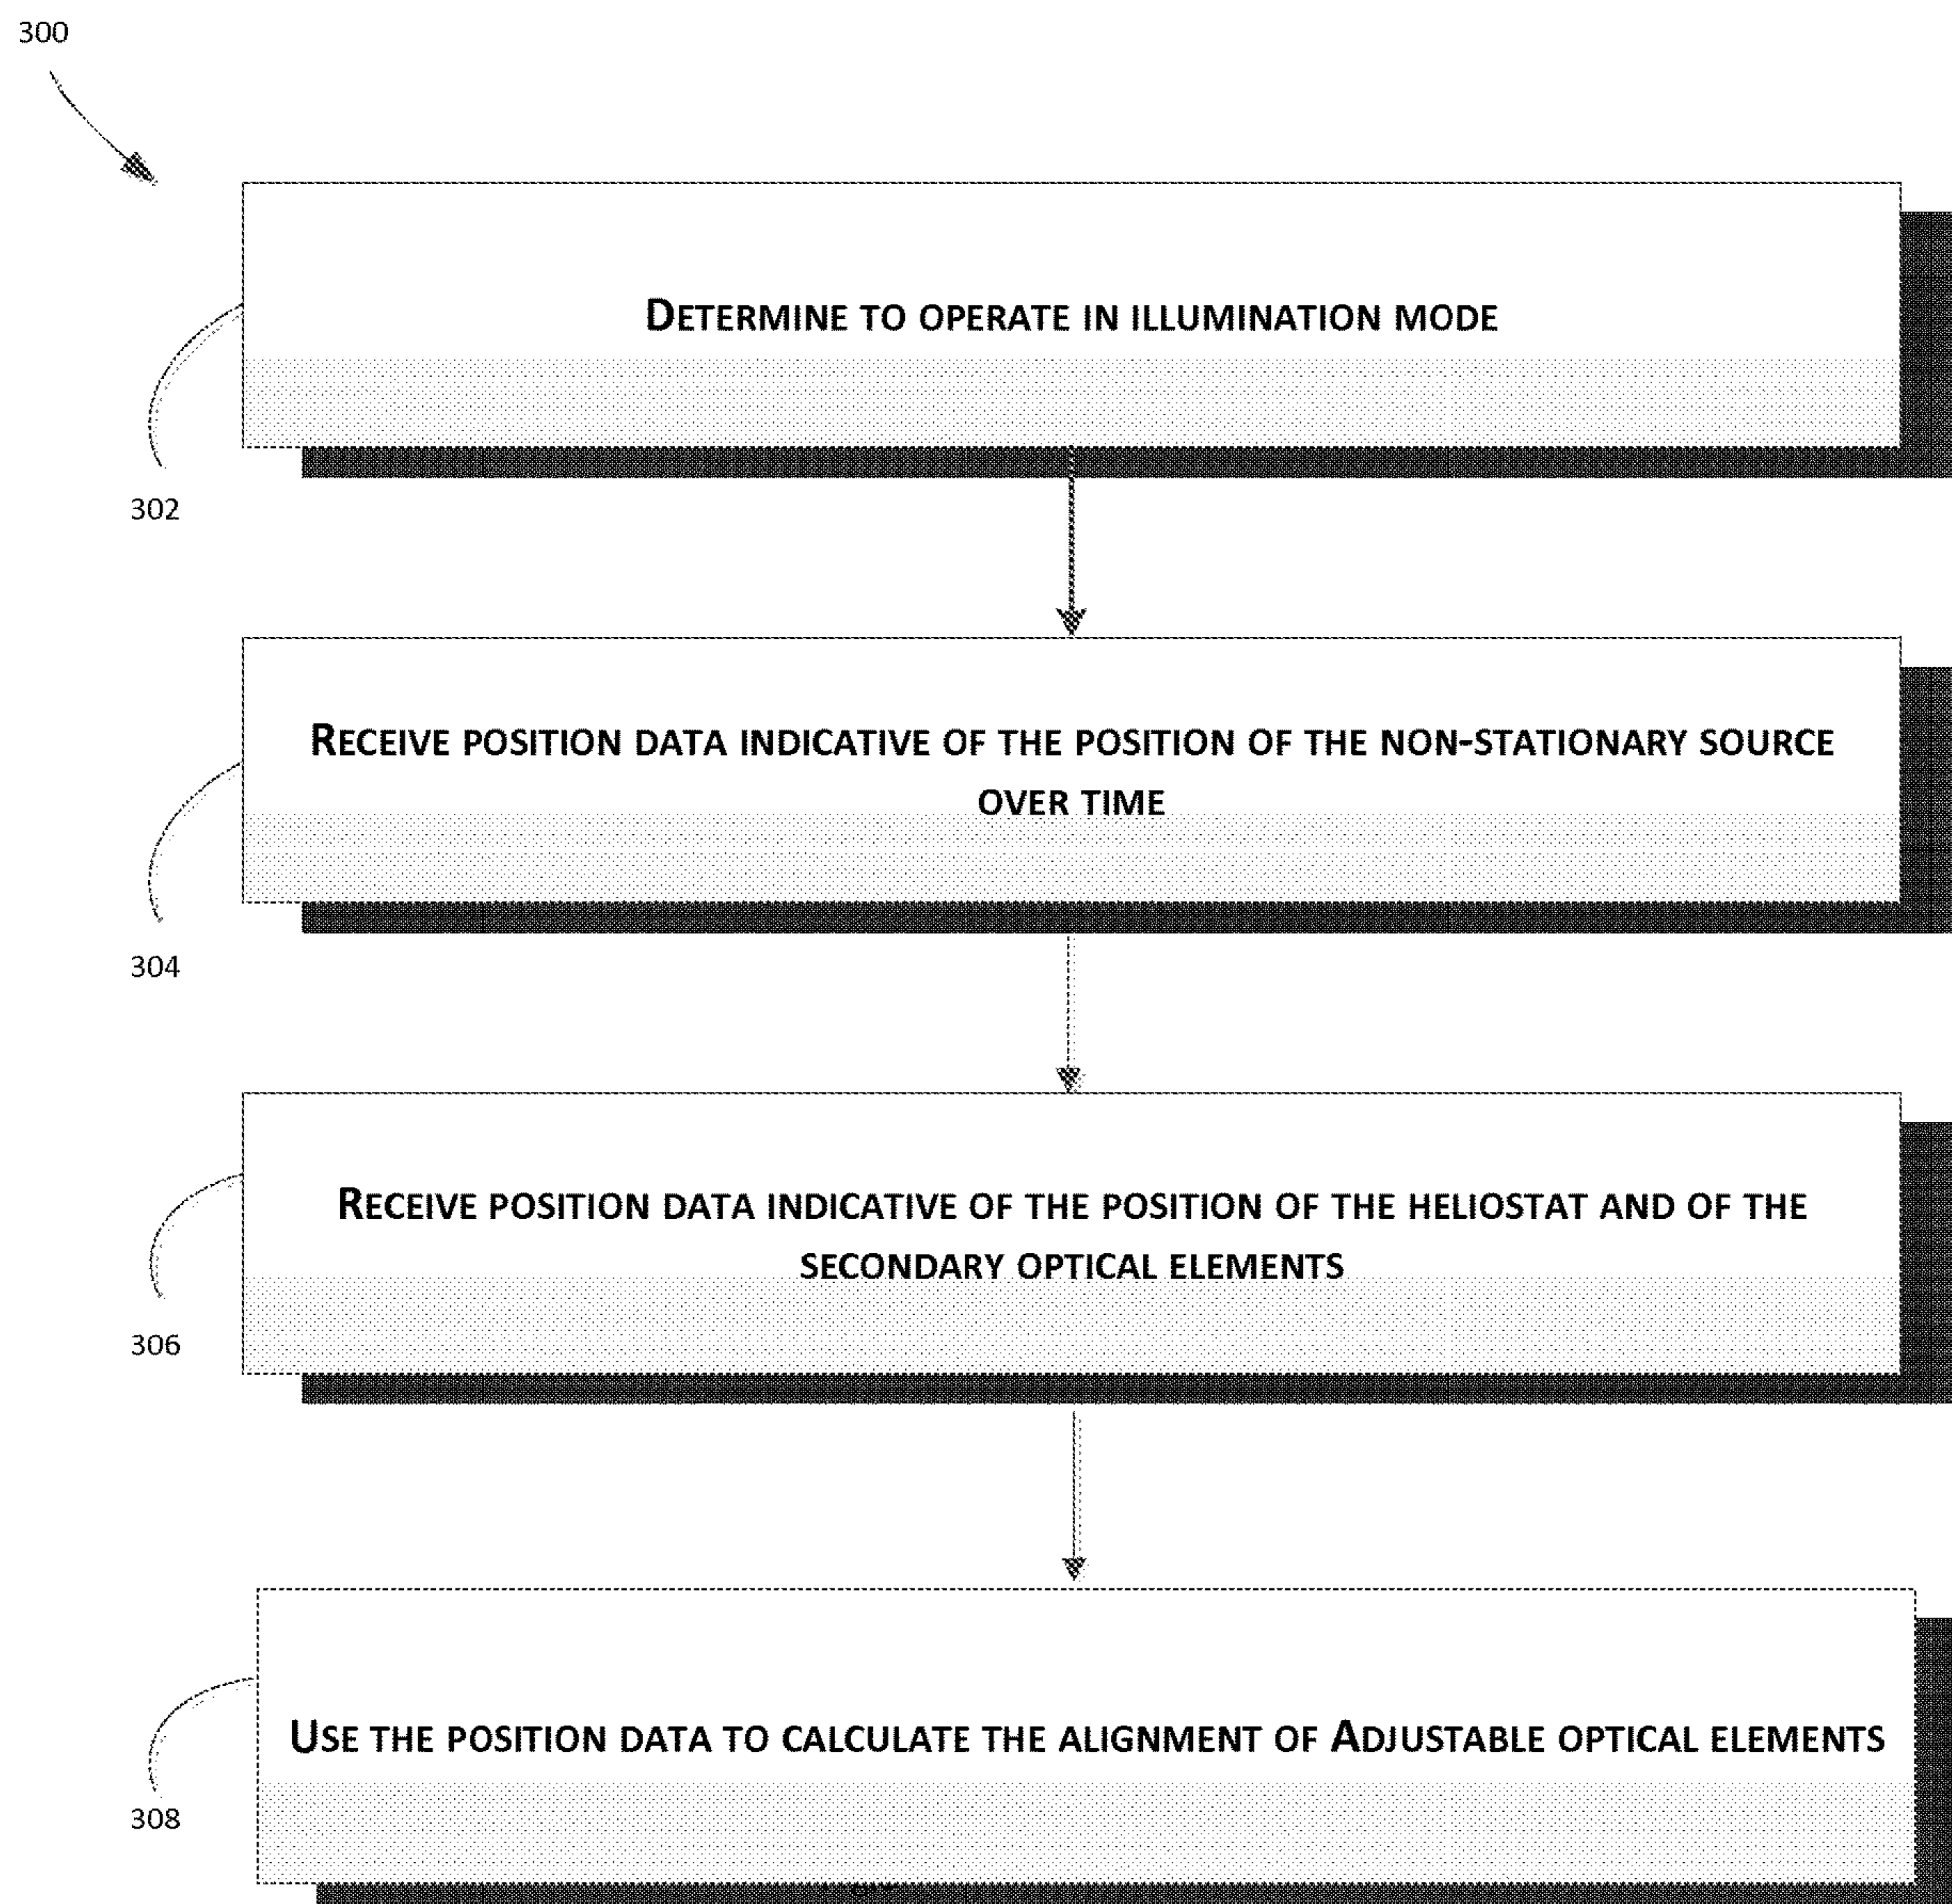 300
DETERMINE TO OPERATE IN ILLUMINATION MODE
302
RECEIVE POSITION DATA INDICATIVE OF THE POSITION OF THE NON-STATIONARY SOURCE
OVER TIME
304
RECEIVE POSITION DATA INDICATIVE OF THE POSITION OF THE HELIOSTAT AND OF THE
SECONDARY OPTICAL ELEMENTS
306
USE THE POSITION DATA TO CALCULATE THE ALIGNMENT OF ADJUSTABLE OPTICAL ELEMENTS
308